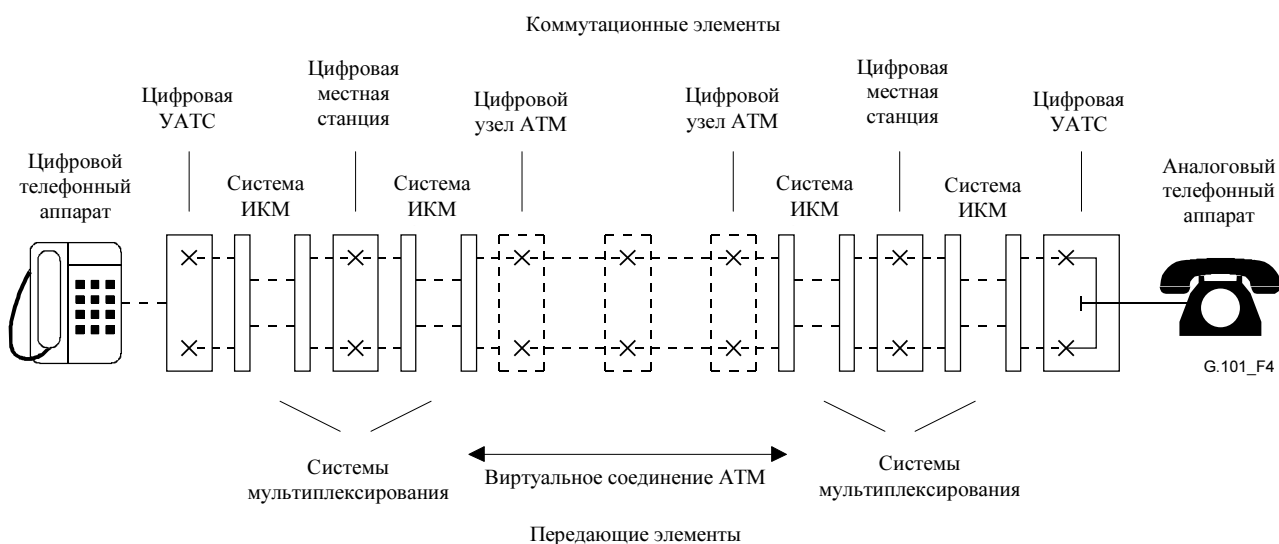 Коммутационные элементы
Цифровая
УАТС
Цифровая
местная
станция
Цифровой
узел АТМ
Цифровой
узел АТМ
Цифровая
местная
станция
Цифровая
УАТС
Цифровой
телефонный
аппарат
Система
ИКМ
Система
ИКМ
Система
ИКМ
Система
ИКМ
Аналоговый
телефонный
аппарат
G.101_F4
Системы
мультиплексирования
Виртуальное соединение АТМ
Системы
мультиплексирования
Передающие элементы